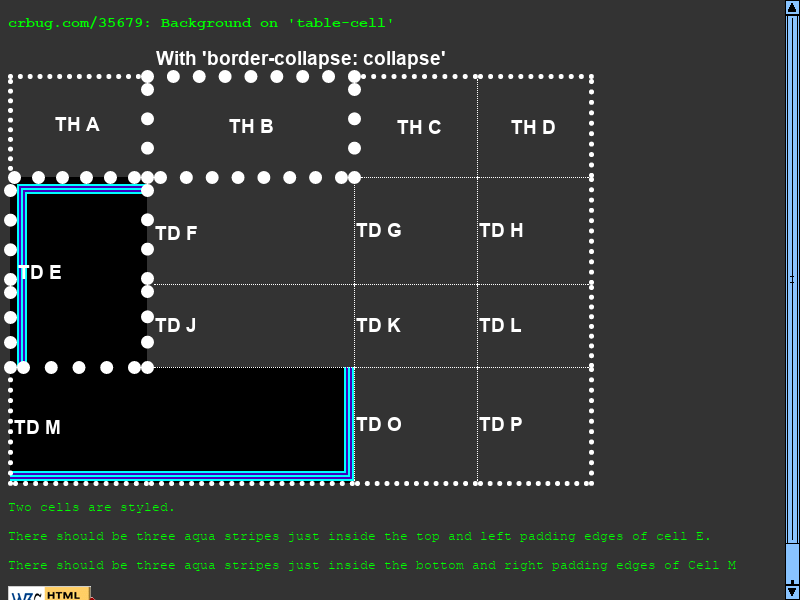 crbug.com/35679: Background on 'table-cell'
With 'border-collapse: collapse'
TH A
TH B
TH C
TH D
TD E
TD F
TD G
TD H
TD J
TD K
TD L
TD M
TD O
TD P
Two cells are styled.
There should be three aqua stripes just inside the top and left padding edges of cell E.
There should be three aqua stripes just inside the bottom and right padding edges of Cell M
W3C HTML